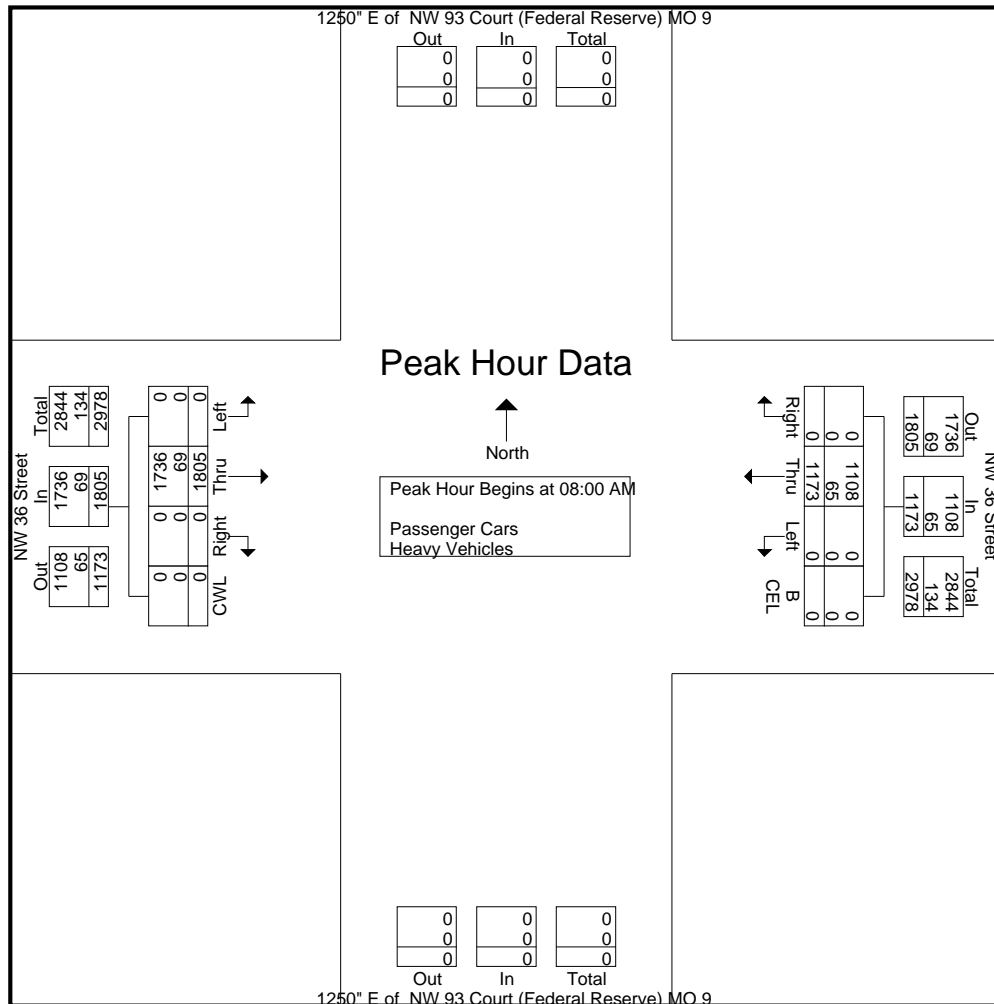 1250" E of NW 93 Court (Federal Reserve) MO 9
Out In Total
0 0 0
0 0 0
0 0 0
Peak Hour Data
North
Peak Hour Begins at 08:00 AM
Passenger Cars
Heavy Vehicles
NW 36 Street
Out In Total
1108 1736 2844
65 69 134
1173 1805 2978
Left Thru Right CWL
0 1736 0 0
0 69 0 0
0 1805 0 0
NW 36 Street
Out In Total
1736 1108 2844
69 65 134
1805 1173 2978
Right Thru Left B CEL
0 1108 0 0
0 65 0 0
0 1173 0 0
0 0 0
0 0 0
0 0 0
Out In Total
1250" E of NW 93 Court (Federal Reserve) MO 9